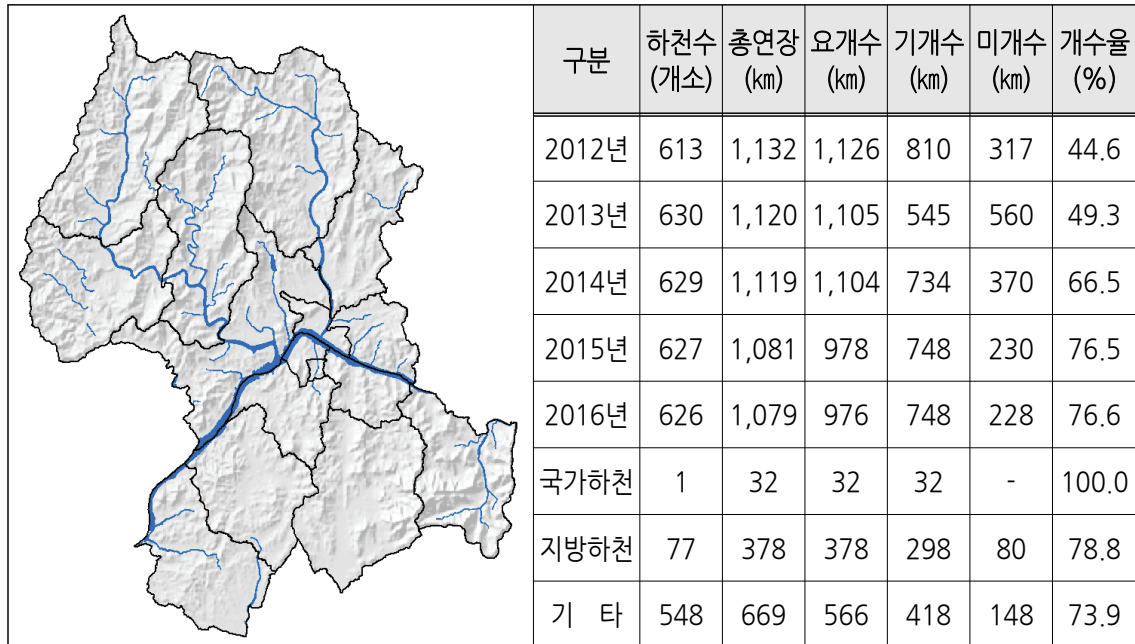 구분 하천수(개소) 총연장(㎞) 요개수(㎞) 기개수(㎞) 미개수(㎞) 개수율(%)
2012년 613 1,132 1,126 810 317 44.6
2013년 630 1,120 1,105 545 560 49.3
2014년 629 1,119 1,104 734 370 66.5
2015년 627 1,081 978 748 230 76.5
2016년 626 1,079 976 748 228 76.6
국가하천 1 32 32 32 - 100.0
지방하천 77 378 378 298 80 78.8
기 타 548 669 566 418 148 73.9